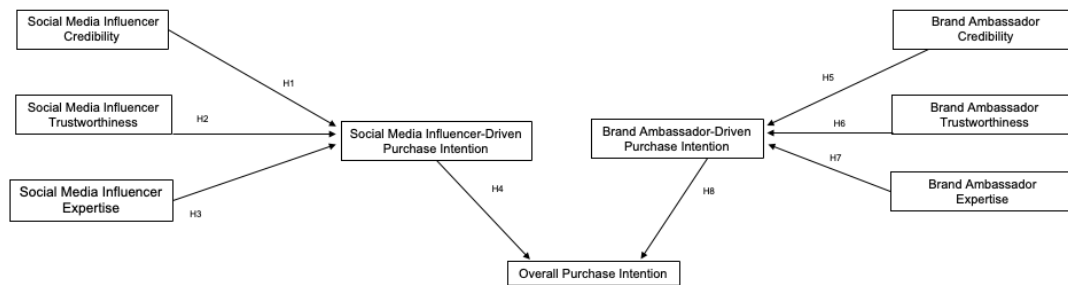 Social Media Influencer
Credibility
Brand Ambassador
Credibility
H1
H5
Social Media Influencer
Trustworthiness
H2
Brand Ambassador
Trustworthiness
H6
Social Media Influencer-Driven
Purchase Intention
Brand Ambassador-Driven
Purchase Intention
H7
Social Media Influencer
Expertise
H3
H4
H8
Brand Ambassador
Expertise
Overall Purchase Intention